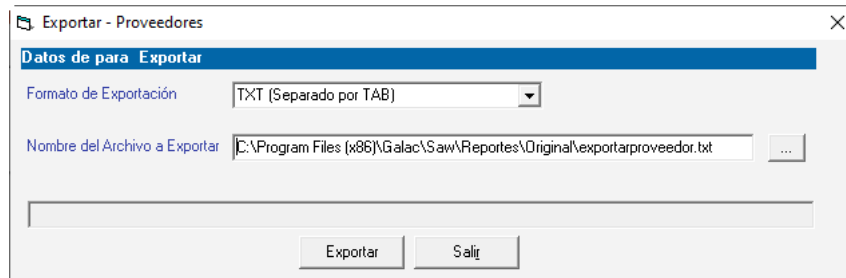 Exportar - Proveedores
Datos de para Exportar
Formato de Exportación TXT (Separado por TAB)
Nombre del Archivo a Exportar C:\Program Files (x86)\Galac\Saw\Reportes\Original\exportarproveedor.txt ...
Exportar Salir